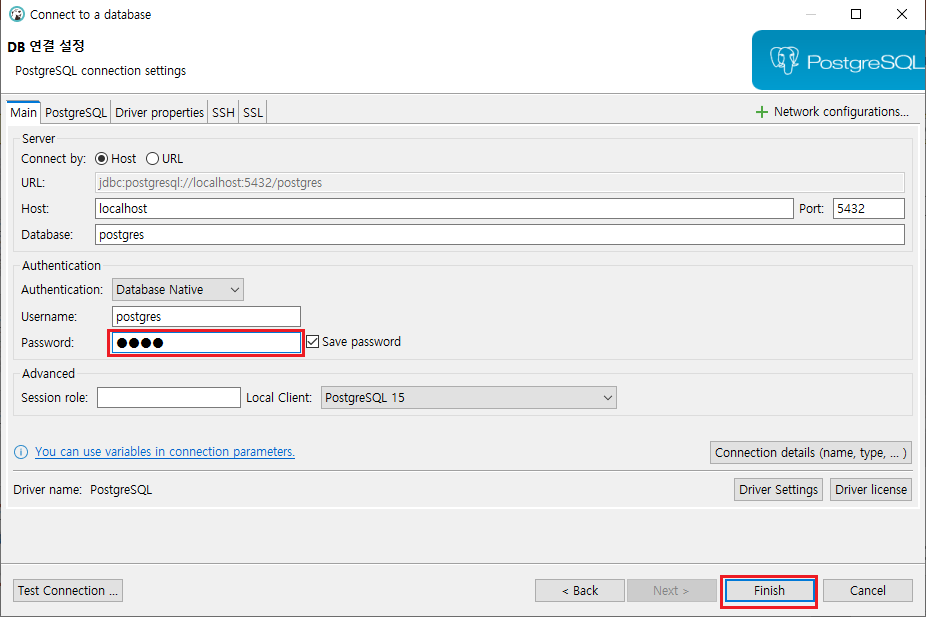 Connect to a database
DB 연결 설정
PostgreSQL connection settings
PostgreSQL
Main PostgreSQL Driver properties SSH SSL
Network configurations...
Server
Connect by: Host URL
URL: jdbc:postgresql://localhost:5432/postgres
Host: localhost Port: 5432
Database: postgres
Authentication
Authentication: Database Native
Username: postgres
Password: ●●●● Save password
Advanced
Session role: Local Client: PostgreSQL 15
You can use variables in connection parameters.
Connection details (name, type, ... )
Driver name: PostgreSQL
Driver Settings Driver license
Test Connection ... < Back Next > Finish Cancel